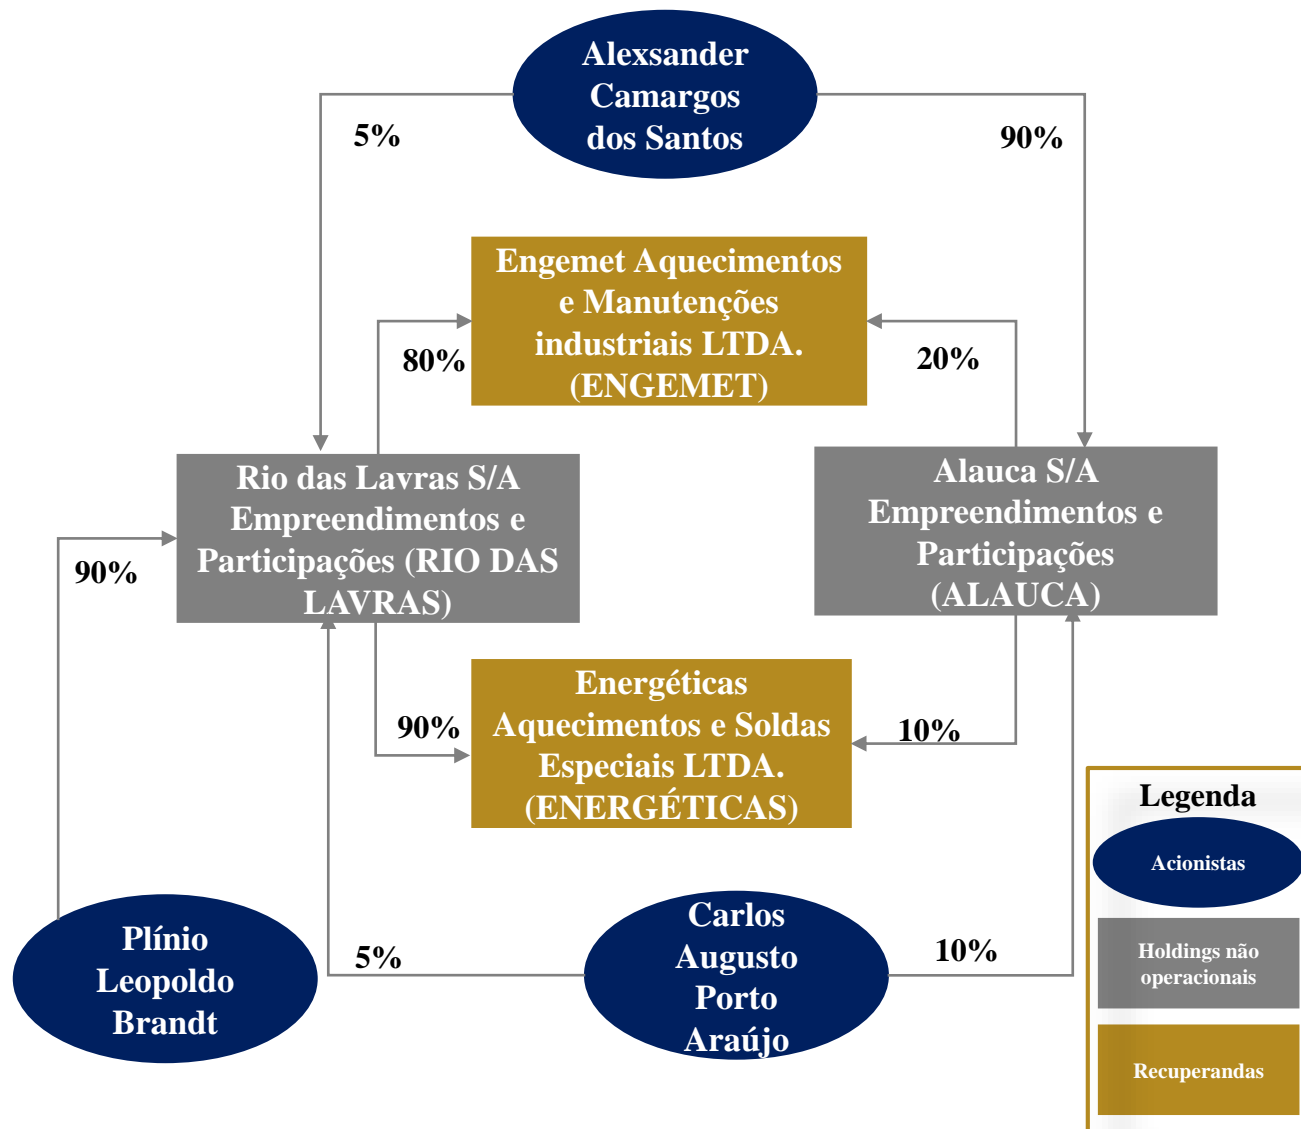 Alexsander
Camargos
dos Santos
5%
90%
Engemet Aquecimentos
e Manutenções
industriais LTDA.
(ENGEMET)
80%
20%
Rio das Lavras S/A
Empreendimentos e
Participações (RIO DAS
LAVRAS)
Alauca S/A
Empreendimentos e
Participações
(ALAUCA)
90%
Energéticas
Aquecimentos e Soldas
Especiais LTDA.
(ENERGÉTICAS)
90%
10%
Plínio
Leopoldo
Brandt
5%
Carlos
Augusto
Porto
Araújo
10%
Legenda
Acionistas
Holdings não
operacionais
Recuperandas